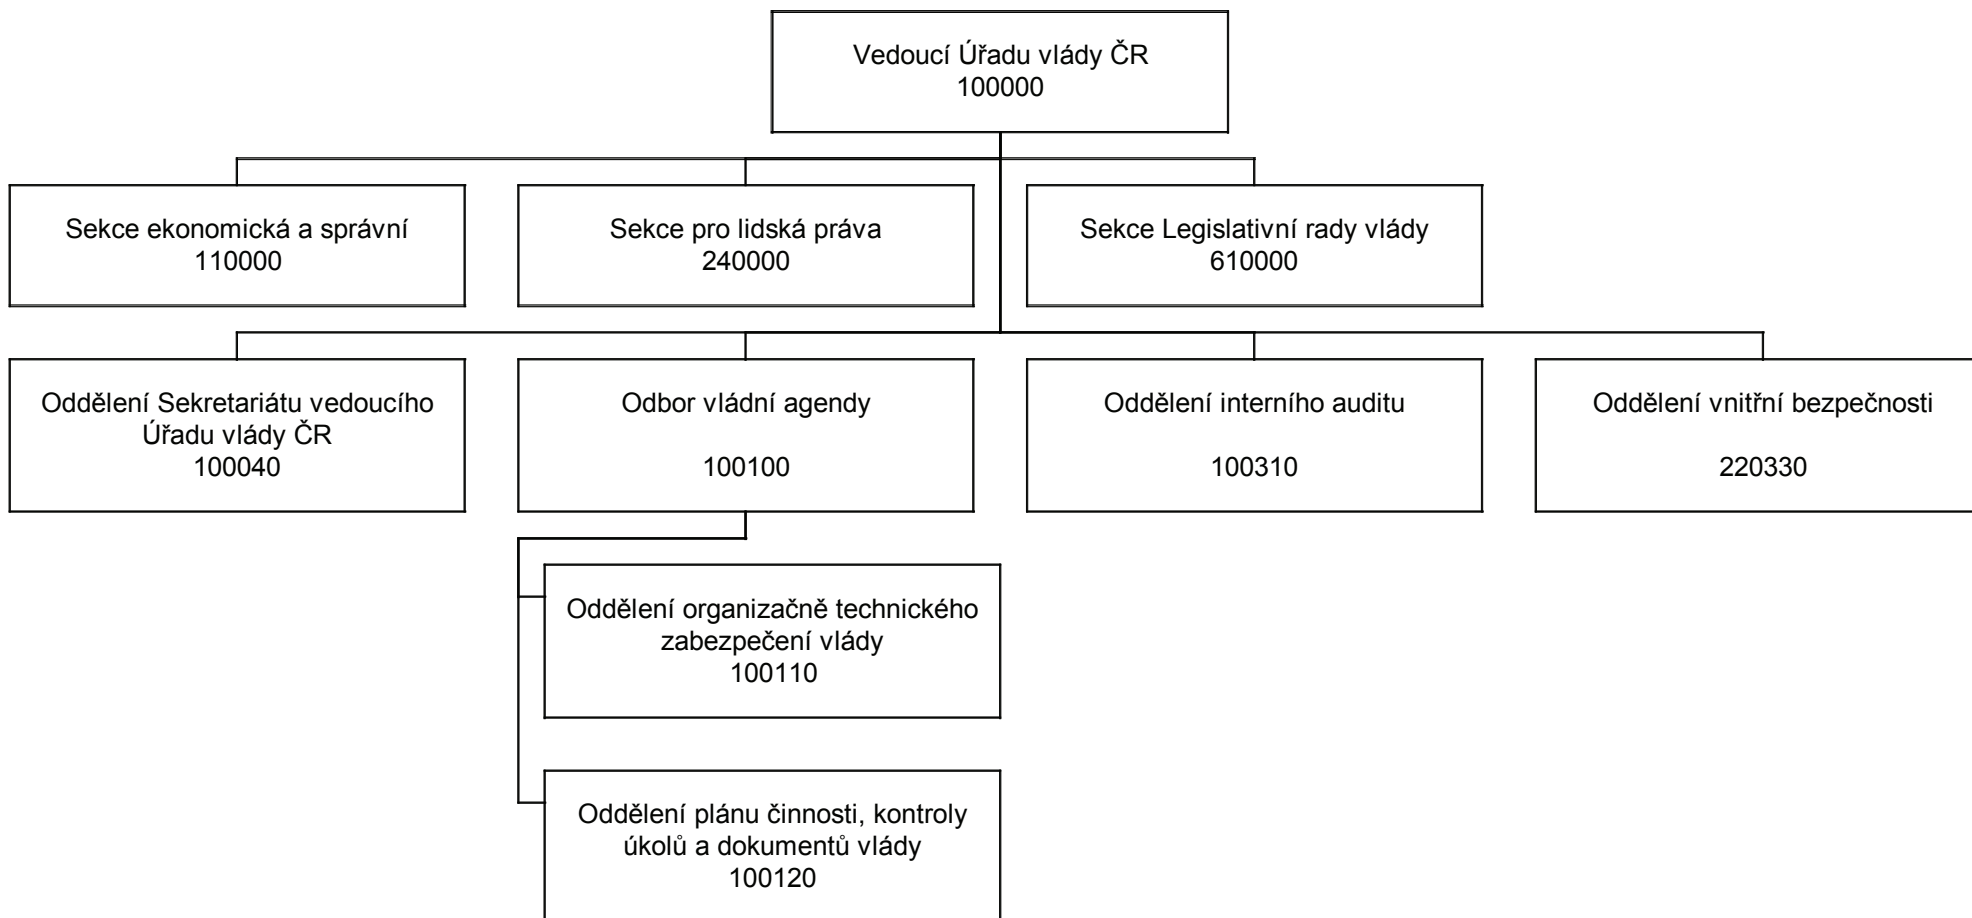 Vedoucí Úřadu vlády ČR
100000
Sekce ekonomická a správní
110000
Sekce pro lidská práva
240000
Sekce Legislativní rady vlády
610000
Oddělení Sekretariátu vedoucího
Úřadu vlády ČR
100040
Odbor vládní agendy
100100
Oddělení interního auditu
100310
Oddělení vnitřní bezpečnosti
220330
Oddělení organizačně technického
zabezpečení vlády
100110
Oddělení plánu činnosti, kontroly
úkolů a dokumentů vlády
100120